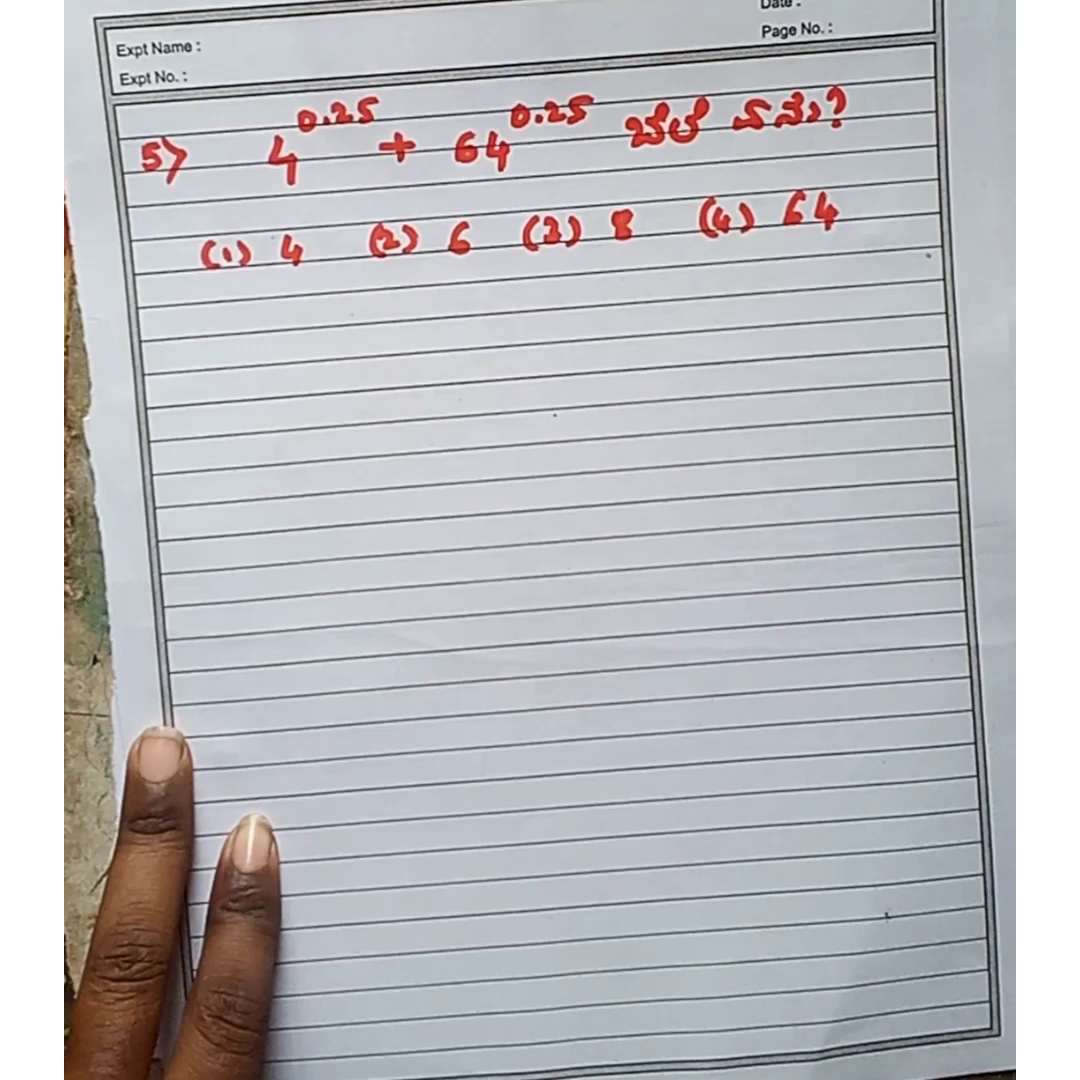 Date :
Expt Name :
Page No. :
Expt No. :
5) 4^0.25 + 64^0.25 ಬೆಲೆ ಏನು?
(1) 4 (2) 6 (3) 8 (4) 64